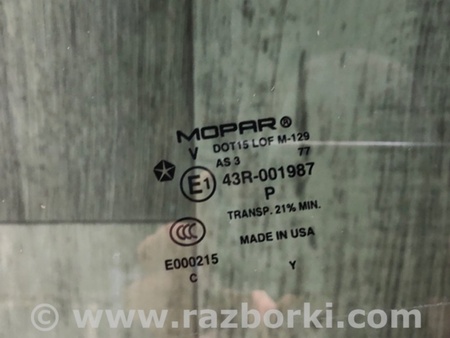 MOPAR®
V DOT15 LOF M-129
AS 3 77
E1 43R-001987
P
TRANSP. 21% MIN.
CCC MADE IN USA
E000215
C Y
© www.razborki.com